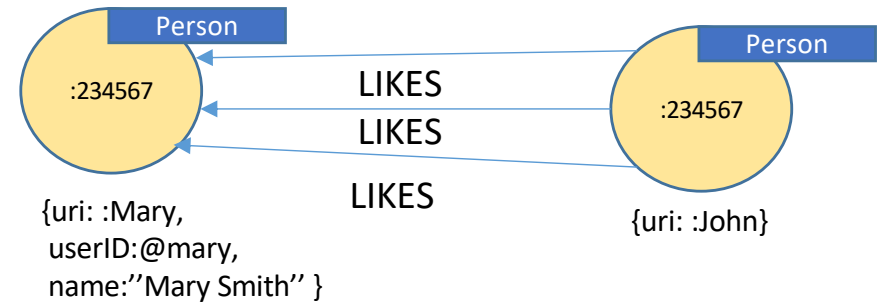 Person
Person
:234567
LIKES
:234567
LIKES
LIKES
{uri: :Mary,
userID:@mary,
name:’’Mary Smith’’ }
{uri: :John}